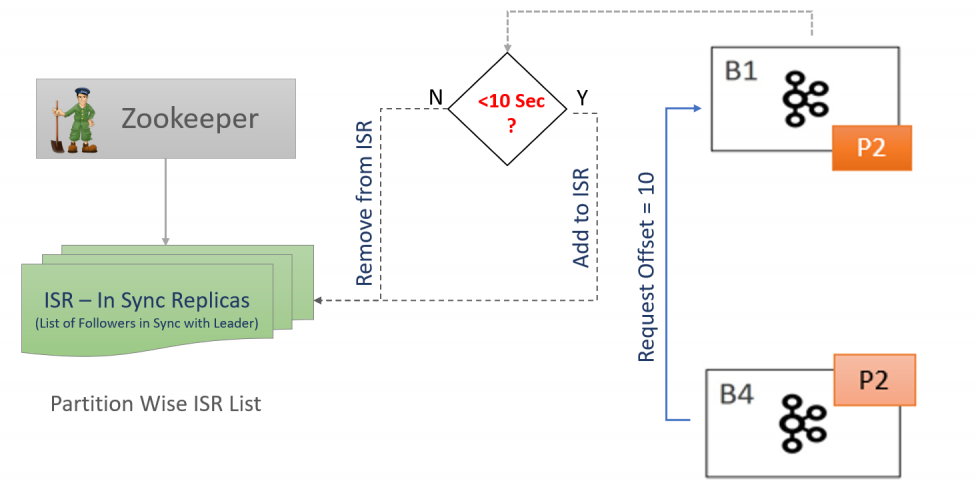 Zookeeper
N
<10 Sec
?
Y
B1
P2
Remove from ISR
Add to ISR
Request Offset = 10
ISR – In Sync Replicas
(List of Followers in Sync with Leader)
Partition Wise ISR List
B4
P2